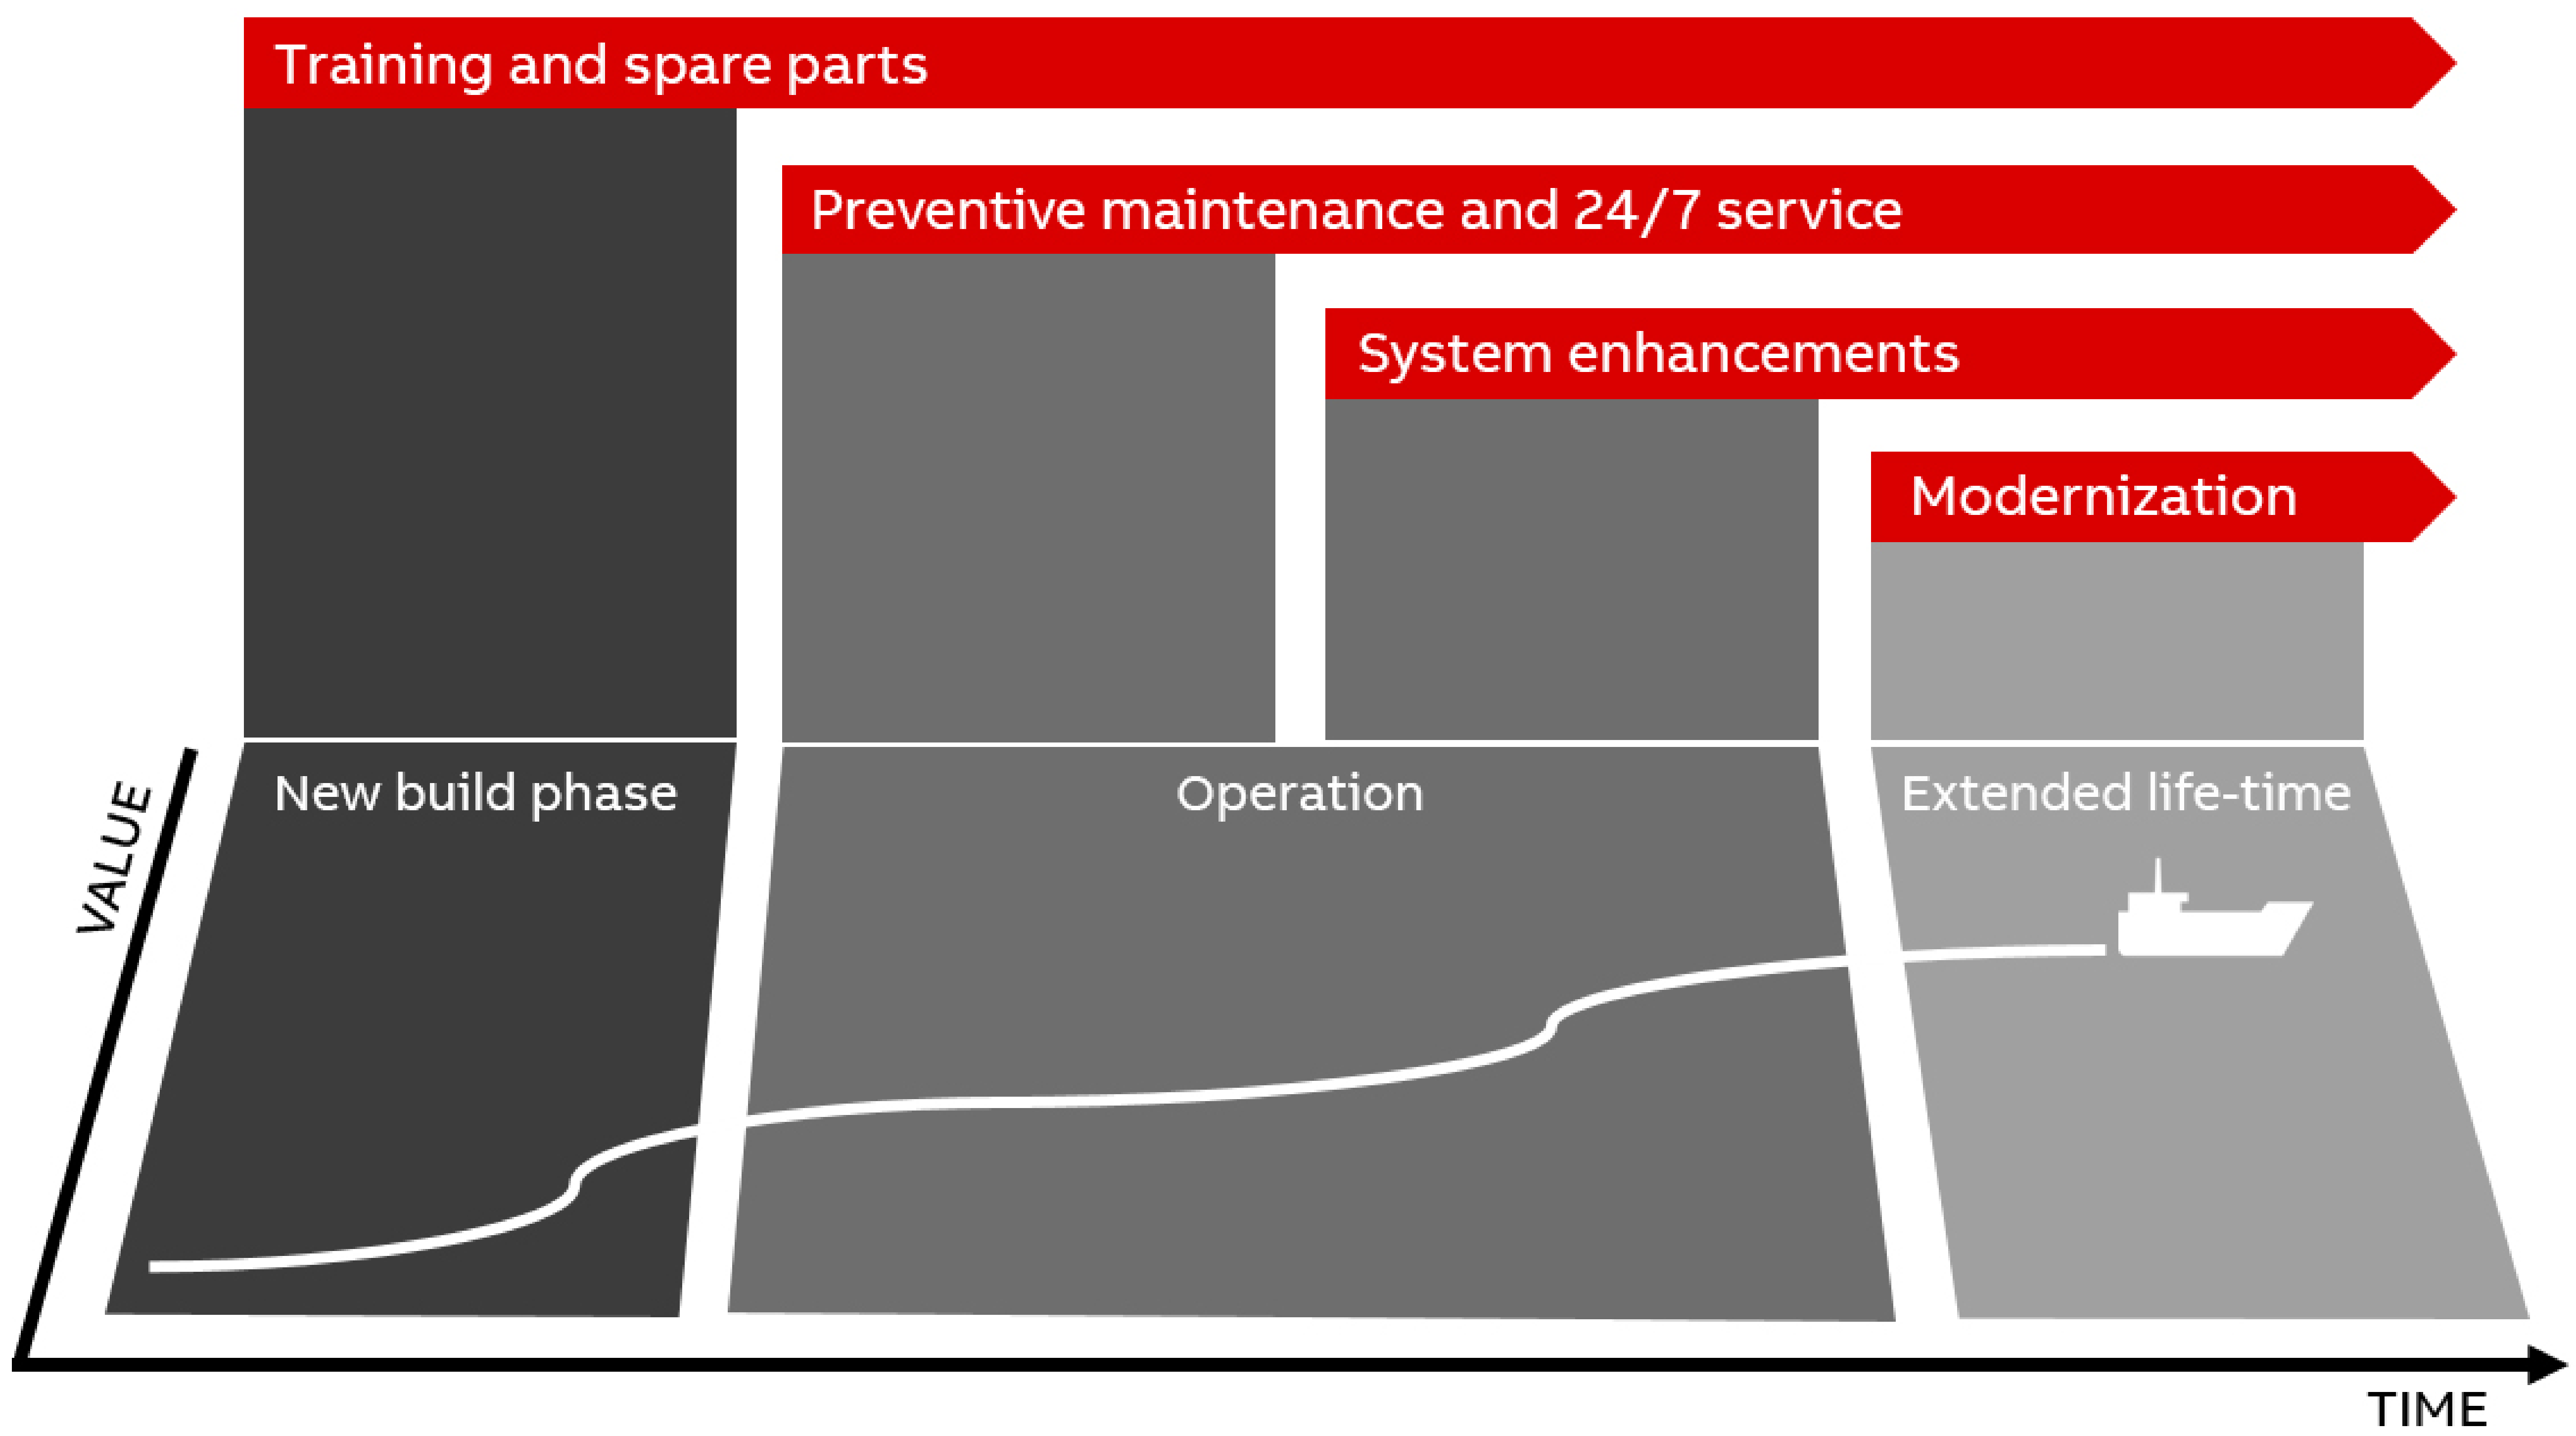 Training and spare parts
Preventive maintenance and 24/7 service
System enhancements
Modernization
New build phase
Operation
Extended life-time
VALUE
TIME